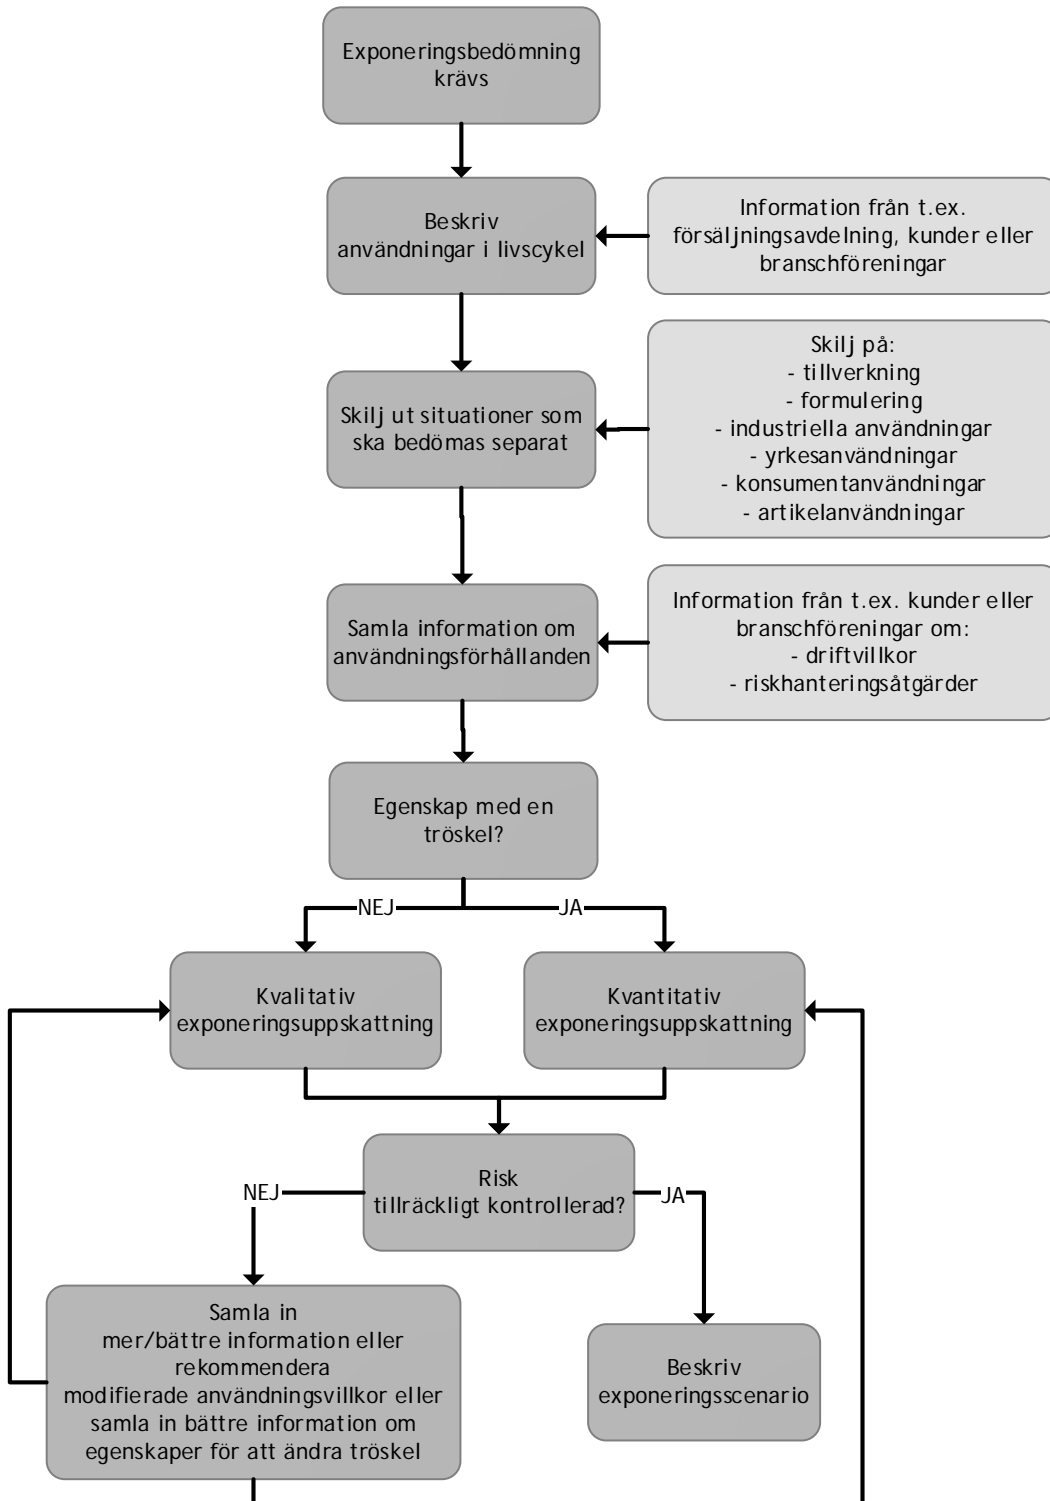 Exponeringsbedömning
krävs
Beskriv
användningar i livscykel
Information från t.ex.
försäljningsavdelning, kunder eller
branschföreningar
Skilj ut situationer som
ska bedömas separat
Skilj på:
- tillverkning
- formulering
- industriella användningar
- yrkesanvändningar
- konsumentanvändningar
- artikelanvändningar
Samla information om
användningsförhållanden
Information från t.ex. kunder eller
branschföreningar om:
- driftvillkor
- riskhanteringsåtgärder
Egenskap med en
tröskel?
NEJ
JA
Kvalitativ
exponeringsuppskattning
Kvantitativ
exponeringsuppskattning
Risk
tillräckligt kontrollerad?
NEJ
JA
Samla in
mer/bättre information eller
rekommendera
modifierade användningsvillkor eller
samla in bättre information om
egenskaper för att ändra tröskel
Beskriv
exponeringsscenario